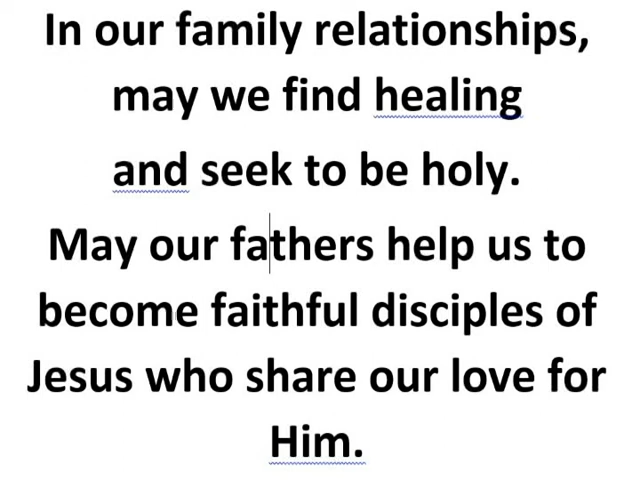 In our family relationships,
may we find healing
and seek to be holy.
May our fathers help us to
become faithful disciples of
Jesus who share our love for
Him.